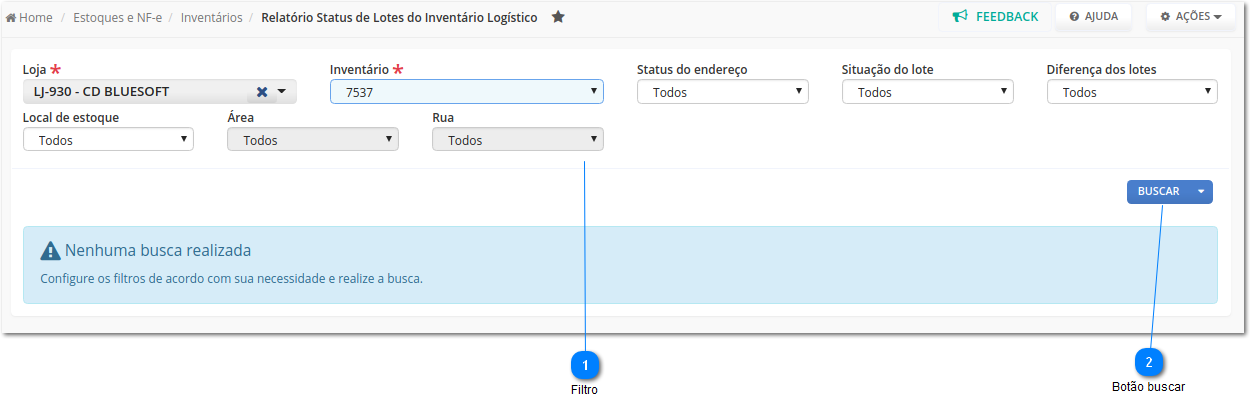 Home / Estoques e NF-e / Inventários / Relatório Status de Lotes do Inventário Logístico FEEDBACK AJUDA AÇÕES
Loja * Inventário * Status do endereço Situação do lote Diferença dos lotes
LJ-930 - CD BLUESOFT 7537 Todos Todos Todos
Local de estoque Área Rua
Todos Todos Todos
BUSCAR
Nenhuma busca realizada
Configure os filtros de acordo com sua necessidade e realize a busca.
1 2
Filtro Botão buscar